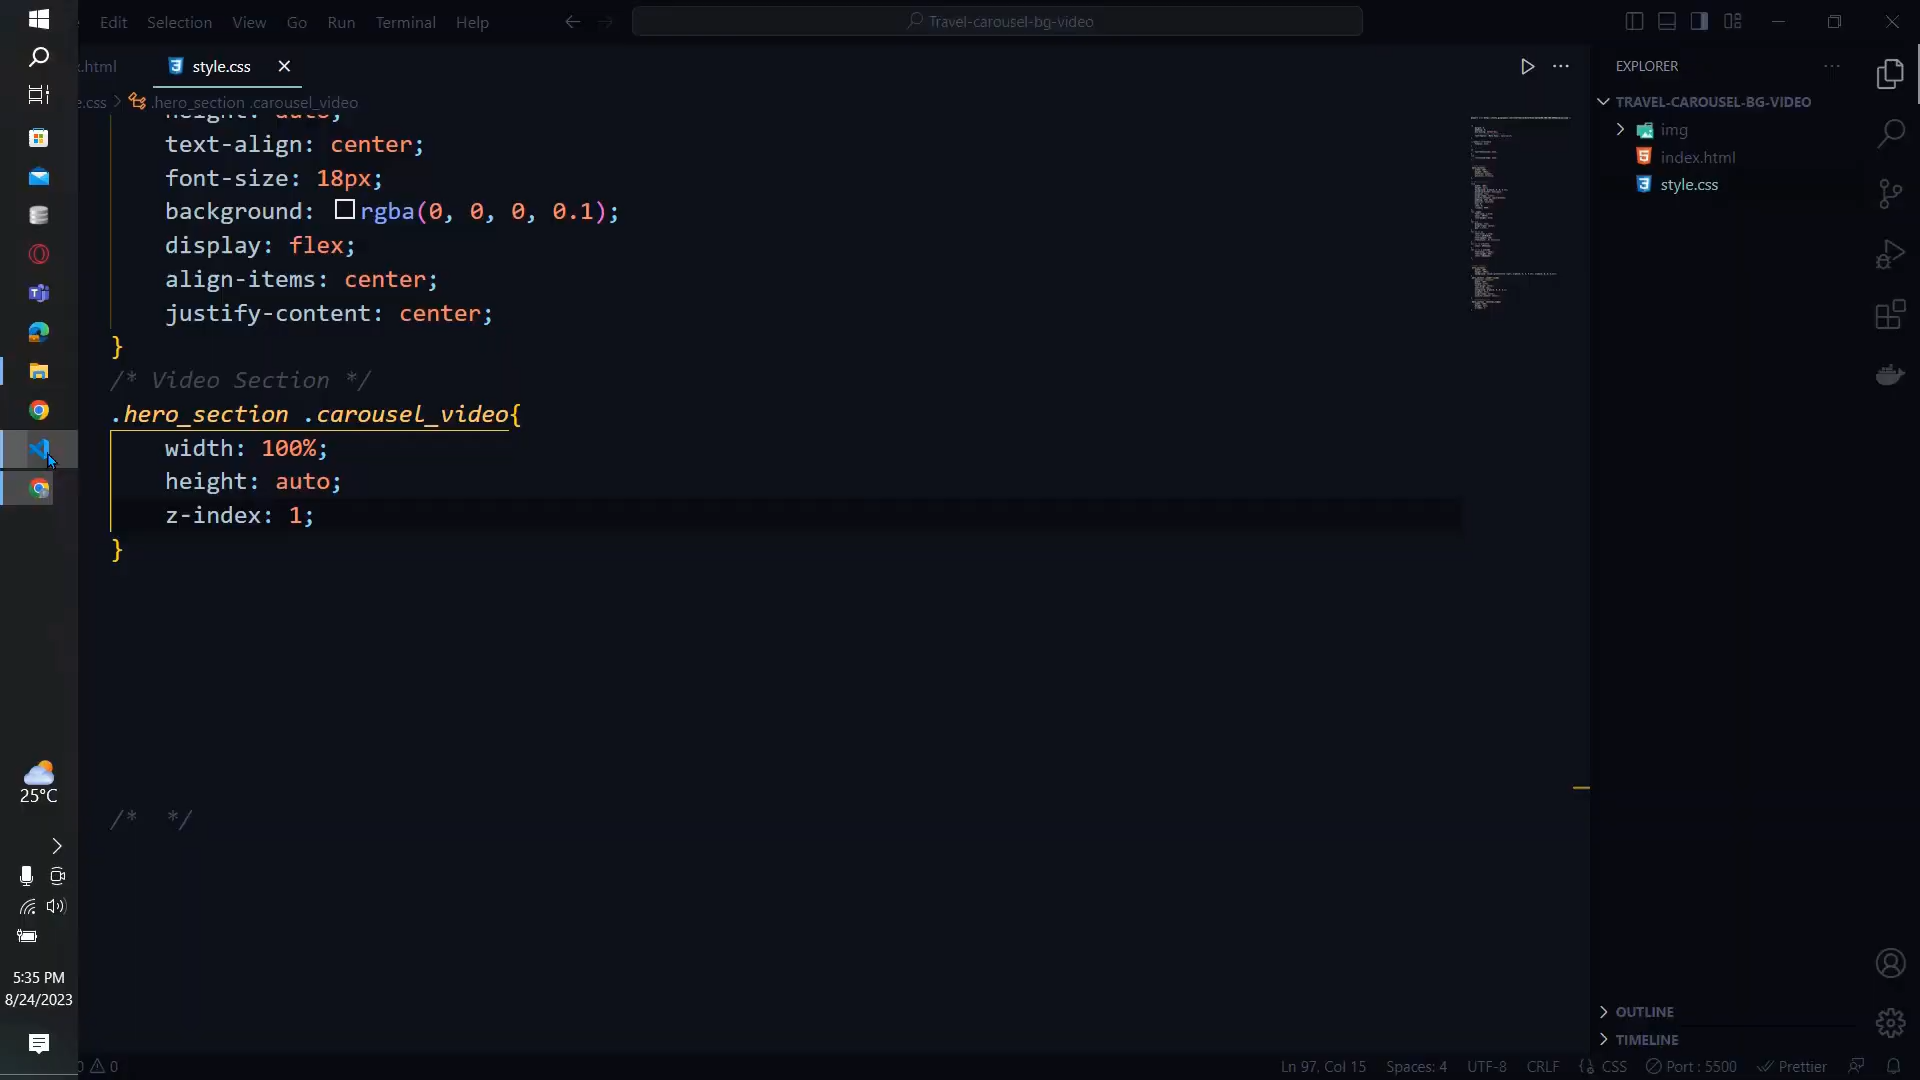 Edit Selection View Go Run Terminal Help
Travel-carousel-bg-video
x.html
style.css
EXPLORER
e.css > .hero_section .carousel_video
TRAVEL-CAROUSEL-BG-VIDEO
img
index.html
style.css
height: auto;
text-align: center;
font-size: 18px;
background: rgba(0, 0, 0, 0.1);
display: flex;
align-items: center;
justify-content: center;
}
/* Video Section */
.hero_section .carousel_video{
width: 100%;
height: auto;
z-index: 1;
}
/* */
25°C
5:35 PM
8/24/2023
OUTLINE
TIMELINE
0 0
Ln 97, Col 15
Spaces: 4
UTF-8
CRLF
{} CSS
Port : 5500
Prettier